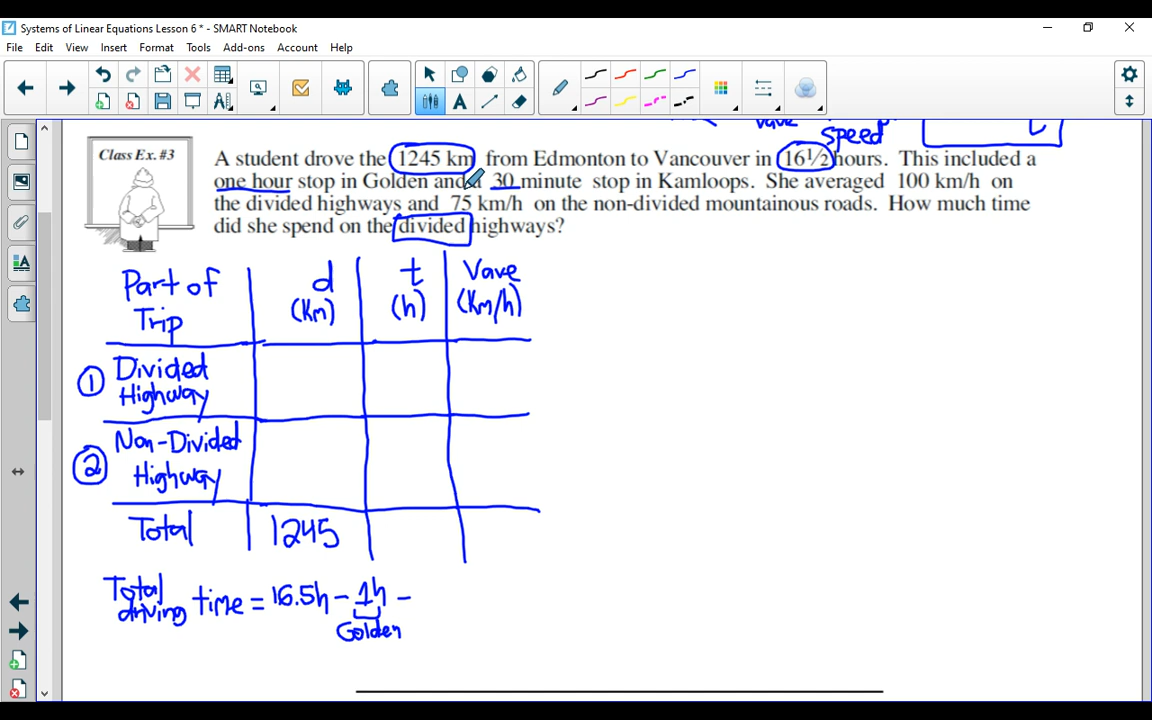 Systems of Linear Equations Lesson 6 * - SMART Notebook
File Edit View Insert Format Tools Add-ons Account Help
Vave speed
Class Ex. #3
A student drove the 1245 km from Edmonton to Vancouver in 16½ hours. This included a
one hour stop in Golden and a 30 minute stop in Kamloops. She averaged 100 km/h on
the divided highways and 75 km/h on the non-divided mountainous roads. How much time
did she spend on the divided highways?
Part of Trip d (km) t (h) Vave (Km/h)
① Divided Highway
② Non-Divided Highway
Total 1245
Total driving time = 16.5h - 1h -
Golden